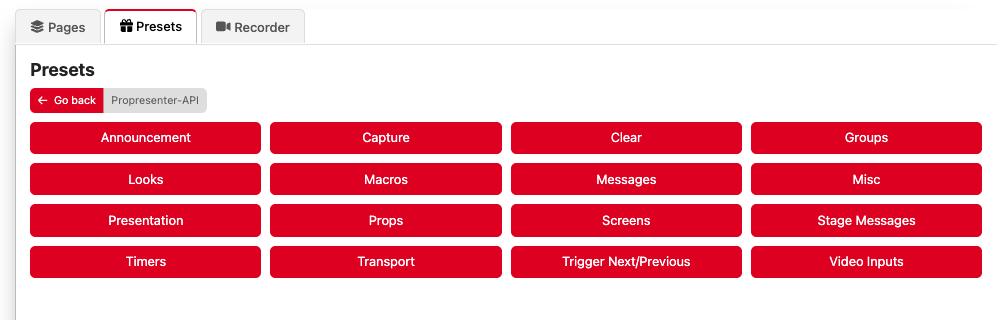 Pages Presets Recorder
Presets
Go back Propresenter-API
Announcement Capture Clear Groups
Looks Macros Messages Misc
Presentation Props Screens Stage Messages
Timers Transport Trigger Next/Previous Video Inputs